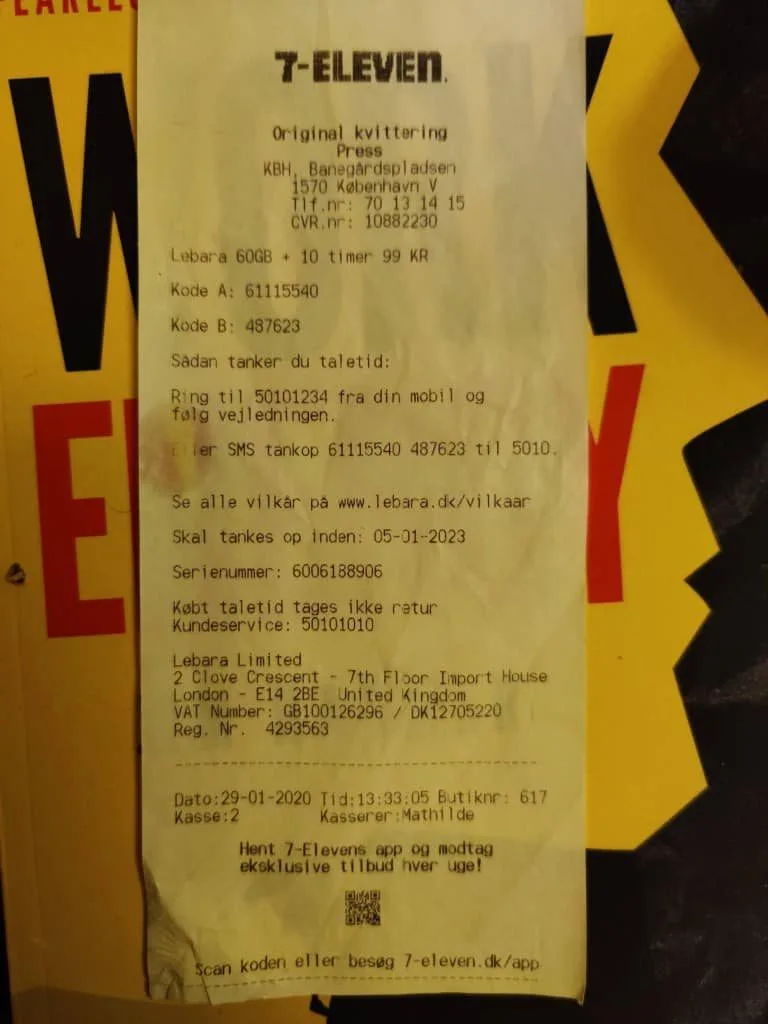 7-ELEVEN.
Original kvittering
Press
KBH, Banegårdspladsen
1570 København V
Tlf.nr: 70 13 14 15
CVR.nr: 10882230
Lebara 60GB + 10 timer 99 KR
Kode A: 61115540
Kode B: 487623
Sådan tanker du taletid:
Ring til 50101234 fra din mobil og
følg vejledningen.
Eller SMS tankop 61115540 487623 til 5010.
Se alle vilkår på www.lebara.dk/vilkaar
Skal tankes op inden: 05-01-2023
Serienummer: 6006188906
Købt taletid tages ikke retur
Kundeservice: 50101010
Lebara Limited
2 Clove Crescent - 7th Floor Import House
London - E14 2BE United Kingdom
VAT Number: GB100126296 / DK12705220
Reg. Nr. 4293563
Dato:29-01-2020 Tid:13:33:05 Butiknr: 617
Kasse:2 Kasserer:Mathilde
Hent 7-Elevens app og modtag
eksklusive tilbud hver uge!
Scan koden eller besøg 7-eleven.dk/app